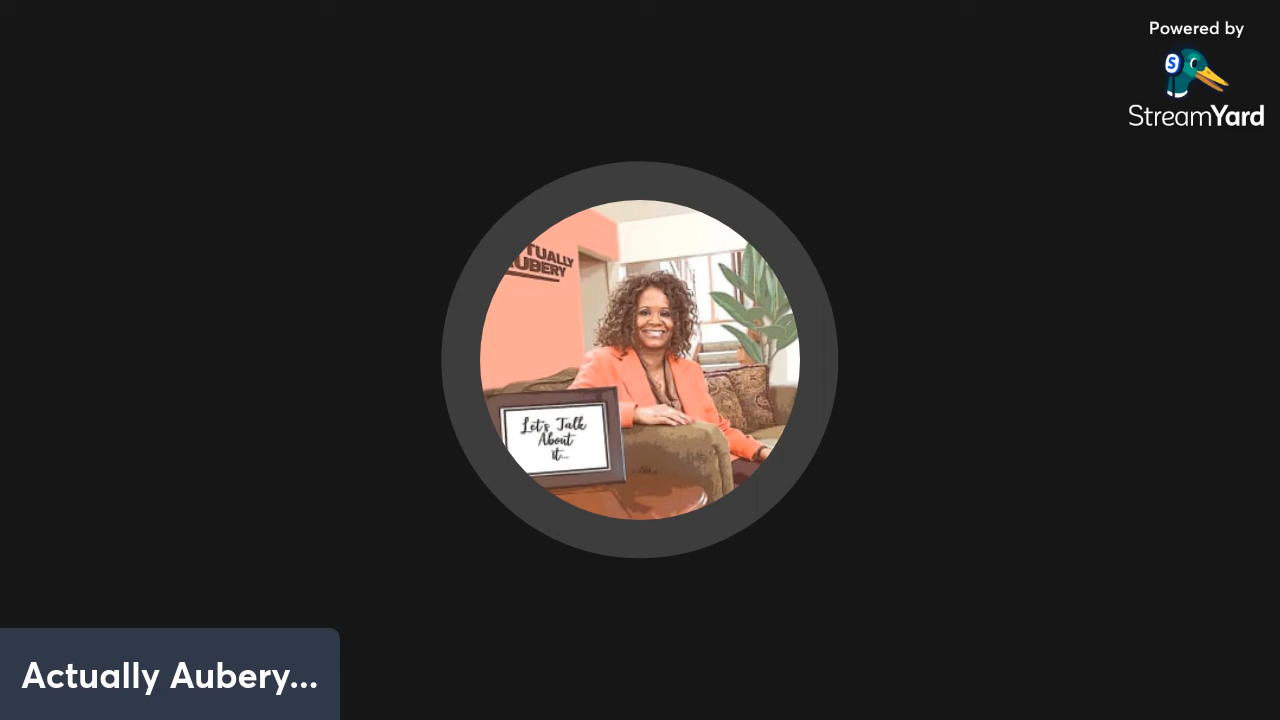 Powered by
S
StreamYard
TUALLY
UBERY
Let's Talk
About
it...
Actually Aubery...